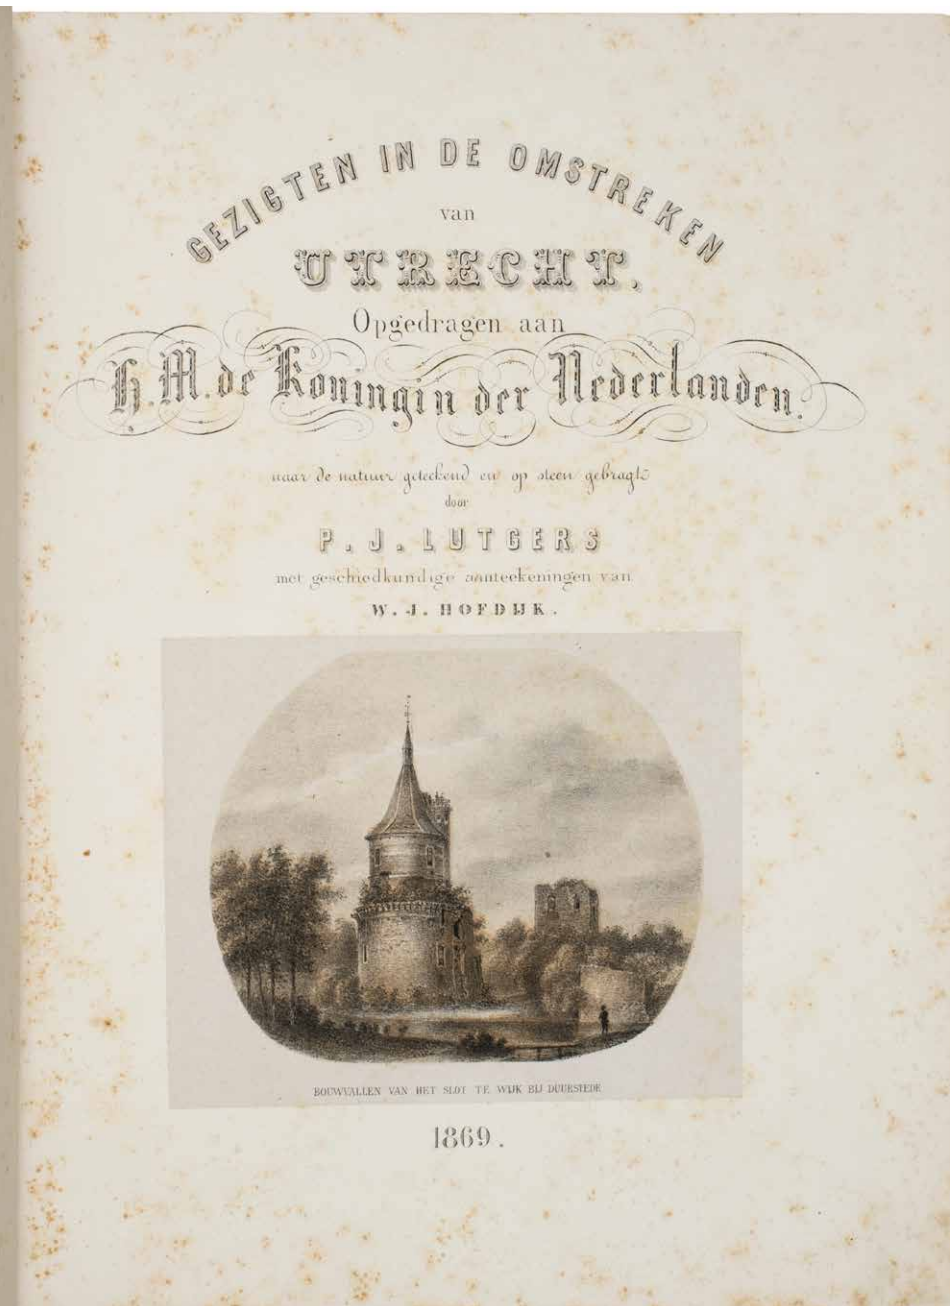 GEZIGTEN IN DE OMSTREKEN
van
UTRECHT.
Opgedragen aan
H. M. de Koningin der Nederlanden.
naar de natuur geteekend en op steen gebragt
door
P. J. LUTGERS
met geschiedkundige aanteekeningen van
W. J. HOFDIJK.
BOUWVALLEN VAN HET SLOT TE WIJK BIJ DUURSTEDE
1869.